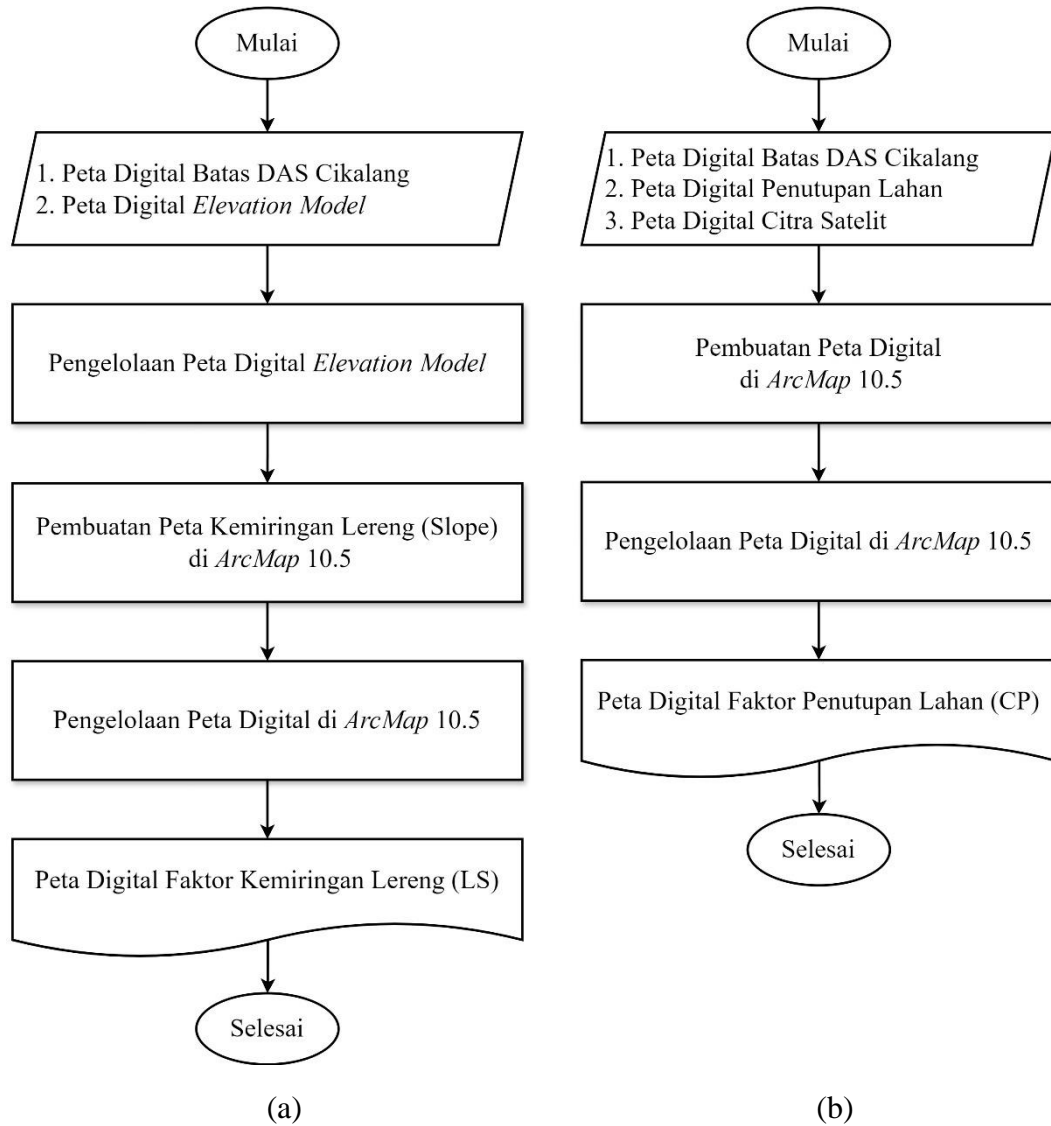 Mulai
1. Peta Digital Batas DAS Cikalang
2. Peta Digital Elevation Model
Pengelolaan Peta Digital Elevation Model
Pembuatan Peta Kemiringan Lereng (Slope)
di ArcMap 10.5
Pengelolaan Peta Digital di ArcMap 10.5
Peta Digital Faktor Kemiringan Lereng (LS)
Selesai
(a)
Mulai
1. Peta Digital Batas DAS Cikalang
2. Peta Digital Penutupan Lahan
3. Peta Digital Citra Satelit
Pembuatan Peta Digital
di ArcMap 10.5
Pengelolaan Peta Digital di ArcMap 10.5
Peta Digital Faktor Penutupan Lahan (CP)
Selesai
(b)